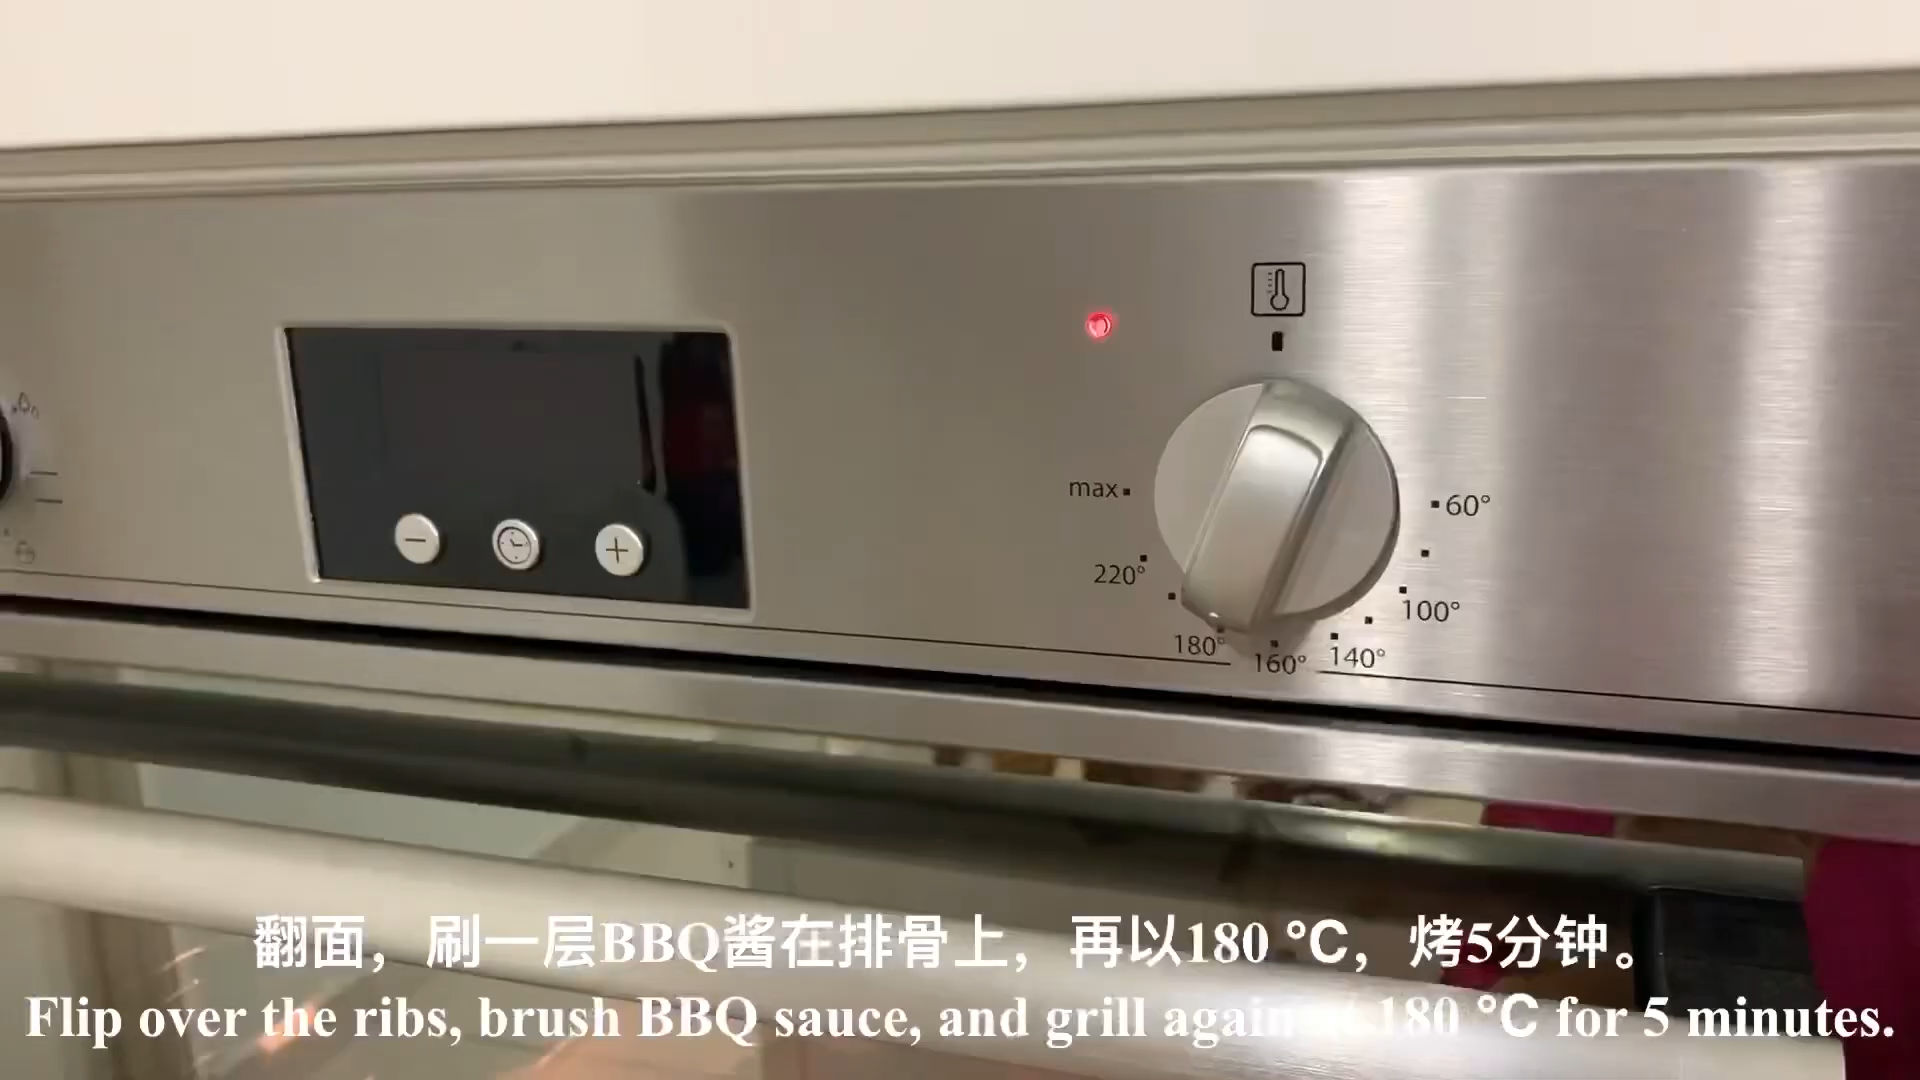 max
60°
220°
100°
180°
160°
140°
翻面，刷一层BBQ酱在排骨上，再以180 ℃，烤5分钟。
Flip over the ribs, brush BBQ sauce, and grill again at 180 ℃ for 5 minutes.